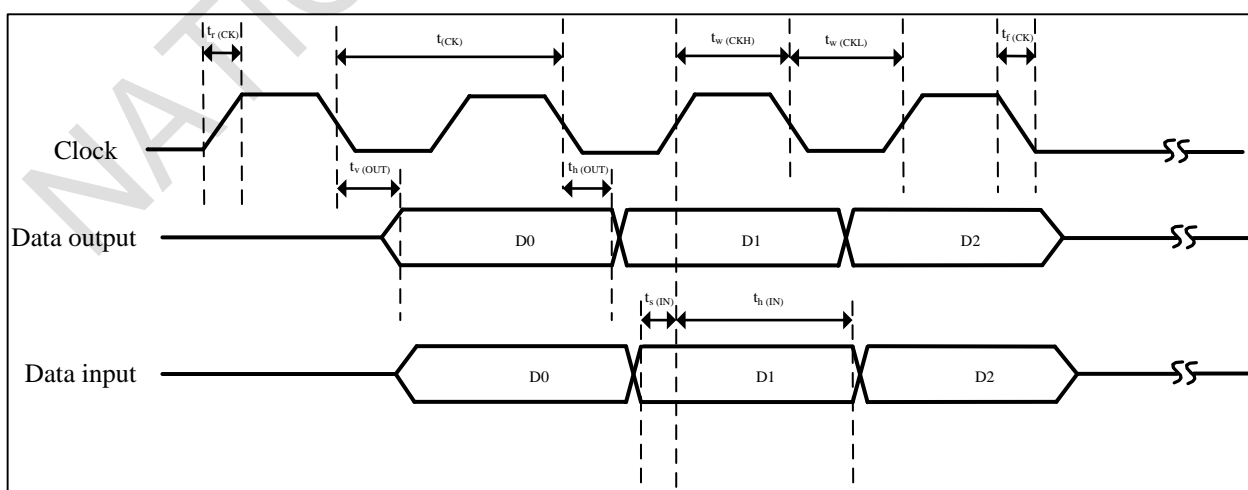 NATIO
tr (CK)
t(CK)
tw (CKH)
tw (CKL)
tf (CK)
Clock
tv (OUT)
th (OUT)
Data output
D0
D1
D2
ts (IN)
th (IN)
Data input
D0
D1
D2